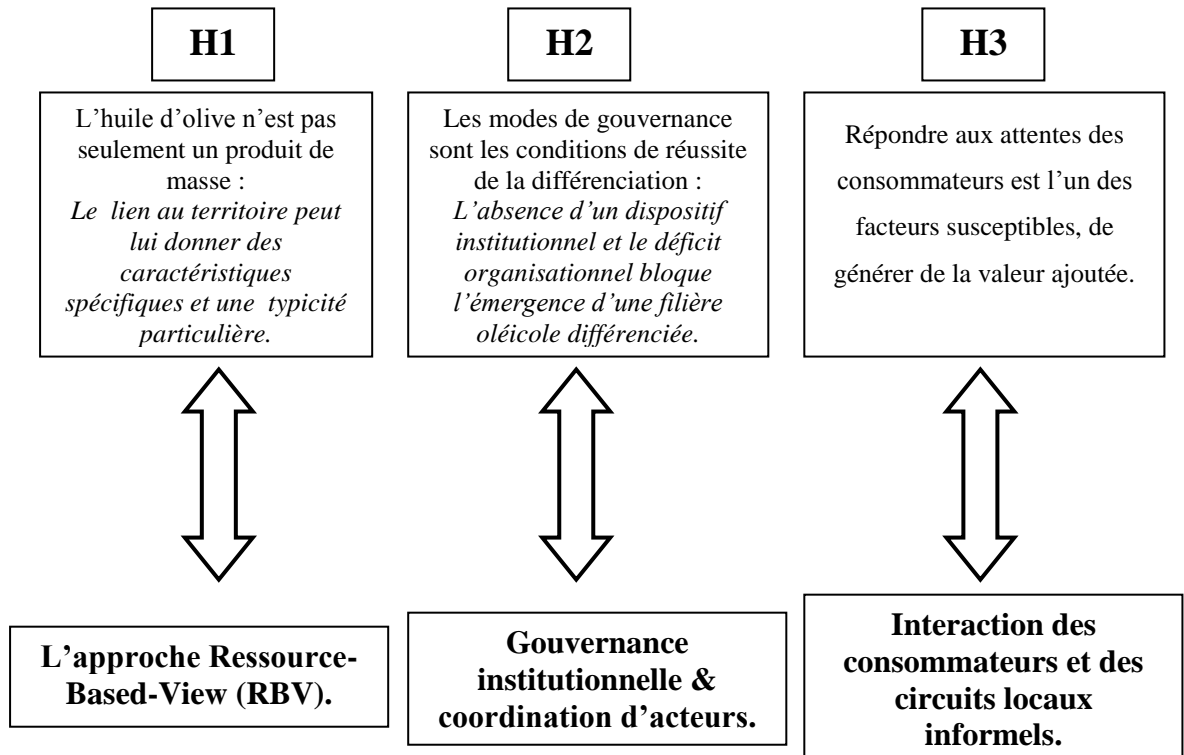 H1
L’huile d’olive n’est pas
seulement un produit de
masse :
Le lien au territoire peut
lui donner des
caractéristiques
spécifiques et une typicité
particulière.
L’approche Ressource-
Based-View (RBV).
H2
Les modes de gouvernance
sont les conditions de réussite
de la différenciation :
L’absence d’un dispositif
institutionnel et le déficit
organisationnel bloque
l’émergence d’une filière
oléicole différenciée.
Gouvernance
institutionnelle &
coordination d’acteurs.
H3
Répondre aux attentes des
consommateurs est l’un des
facteurs susceptibles, de
générer de la valeur ajoutée.
Interaction des
consommateurs et des
circuits locaux
informels.